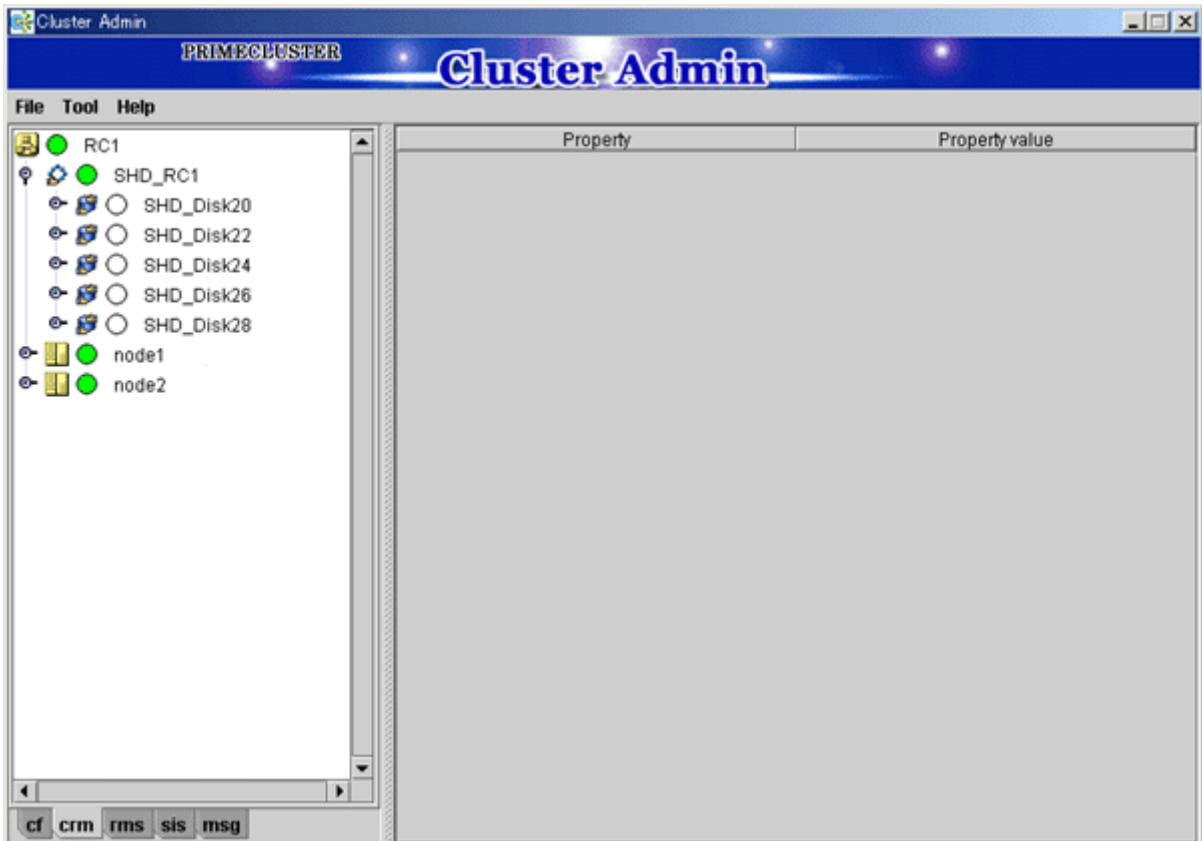 Cluster Admin
PRIMECLUSTER
Cluster Admin
File Tool Help
RC1
SHD_RC1
SHD_Disk20
SHD_Disk22
SHD_Disk24
SHD_Disk26
SHD_Disk28
node1
node2
Property Property value
cf crm rms sis msg